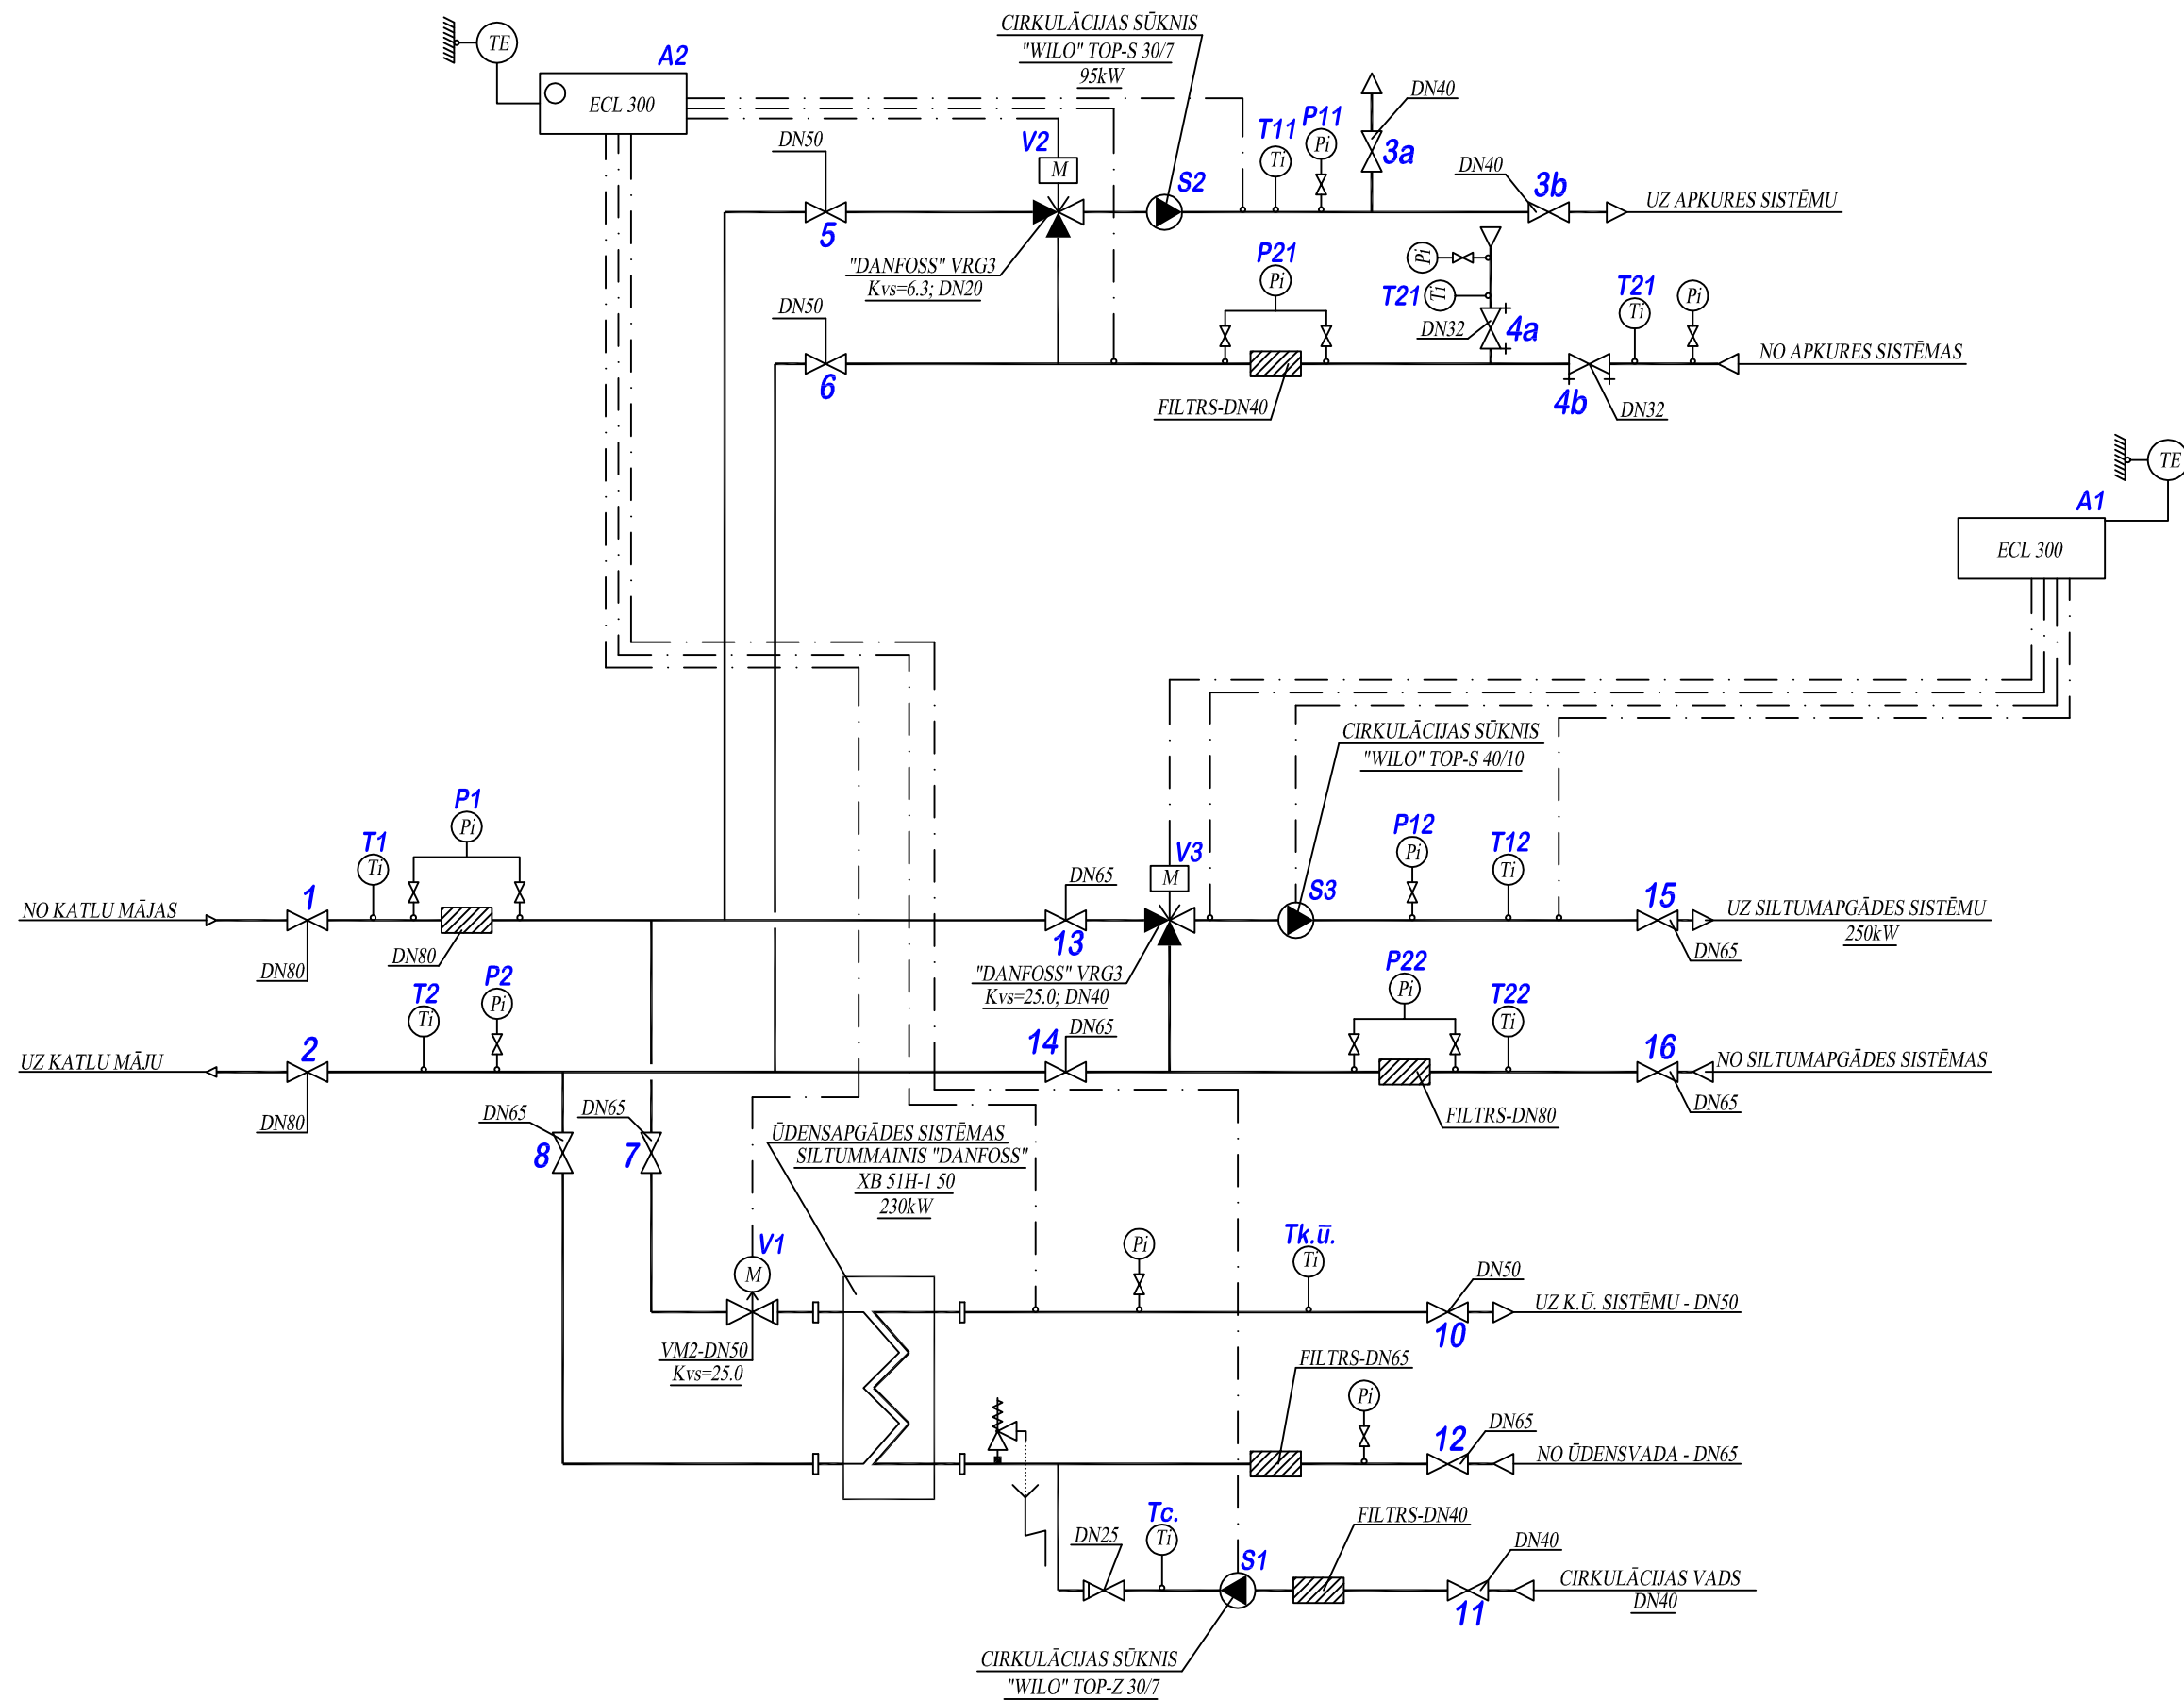 CIRKULĀCIJAS SŪKNIS
"WILO" TOP-S 30/7
95kW
TE
A2
ECL 300
DN40
P11
T11
Pi
Ti
3a
V2
M
DN50
S2
DN40
3b
UZ APKURES SISTĒMU
5
"DANFOSS" VRG3
Kvs=6.3; DN20
P21
Pi
Pi
T21
Ti
T21
Ti
Pi
DN50
DN32
4a
NO APKURES SISTĒMAS
6
FILTRS-DN40
4b
DN32
TE
A1
ECL 300
CIRKULĀCIJAS SŪKNIS
"WILO" TOP-S 40/10
P1
Pi
T1
Ti
P12
Pi
T12
Ti
V3
M
DN65
S3
1
15
NO KATLU MĀJAS
UZ SILTUMAPGĀDES SISTĒMU
250kW
13
DN80
DN80
DN65
"DANFOSS" VRG3
Kvs=25.0; DN40
P2
Pi
T2
Ti
P22
Pi
T22
Ti
DN65
14
2
16
UZ KATLU MĀJU
NO SILTUMAPGĀDES SISTĒMAS
DN80
DN65
DN65
DN65
FILTRS-DN80
8
7
ŪDENSAPGĀDES SISTĒMAS
SILTUMMAINIS "DANFOSS"
XB 51H-1 50
230kW
V1
M
Pi
Tk.ū.
Ti
DN50
UZ K.Ū. SISTĒMU - DN50
10
VM2-DN50
Kvs=25.0
FILTRS-DN65
Pi
DN65
12
NO ŪDENSVADA - DN65
Tc.
Ti
DN25
FILTRS-DN40
DN40
S1
CIRKULĀCIJAS VADS
DN40
11
CIRKULĀCIJAS SŪKNIS
"WILO" TOP-Z 30/7